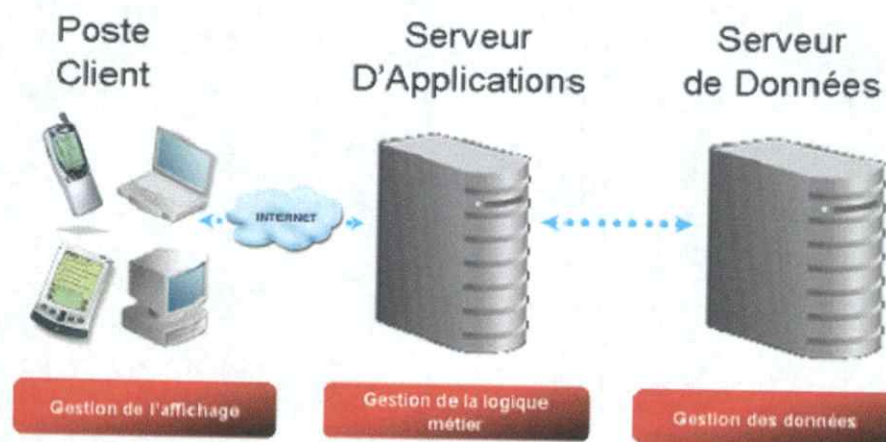 Poste
Client
Serveur
D'Applications
Serveur
de Données
INTERNET
Gestion de l'affichage
Gestion de la logique
métier
Gestion des données